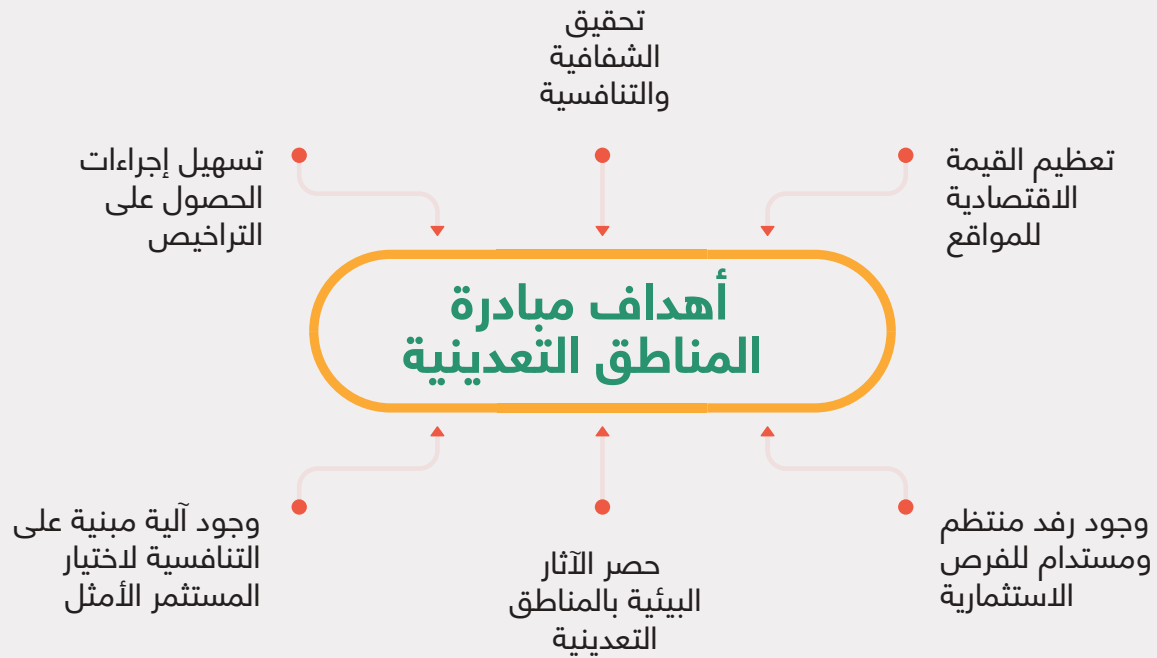 تحقيق
الشفافية
والتنافسية
تعظيم القيمة
الاقتصادية
للمواقع
تسهيل إجراءات
الحصول على
التراخيص
أهداف مبادرة
المناطق التعدينية
وجود رفد منتظم
ومستدام للفرص
الاستثمارية
حصر الآثار
البيئية بالمناطق
التعدينية
وجود آلية مبنية على
التنافسية لاختيار
المستثمر الأمثل